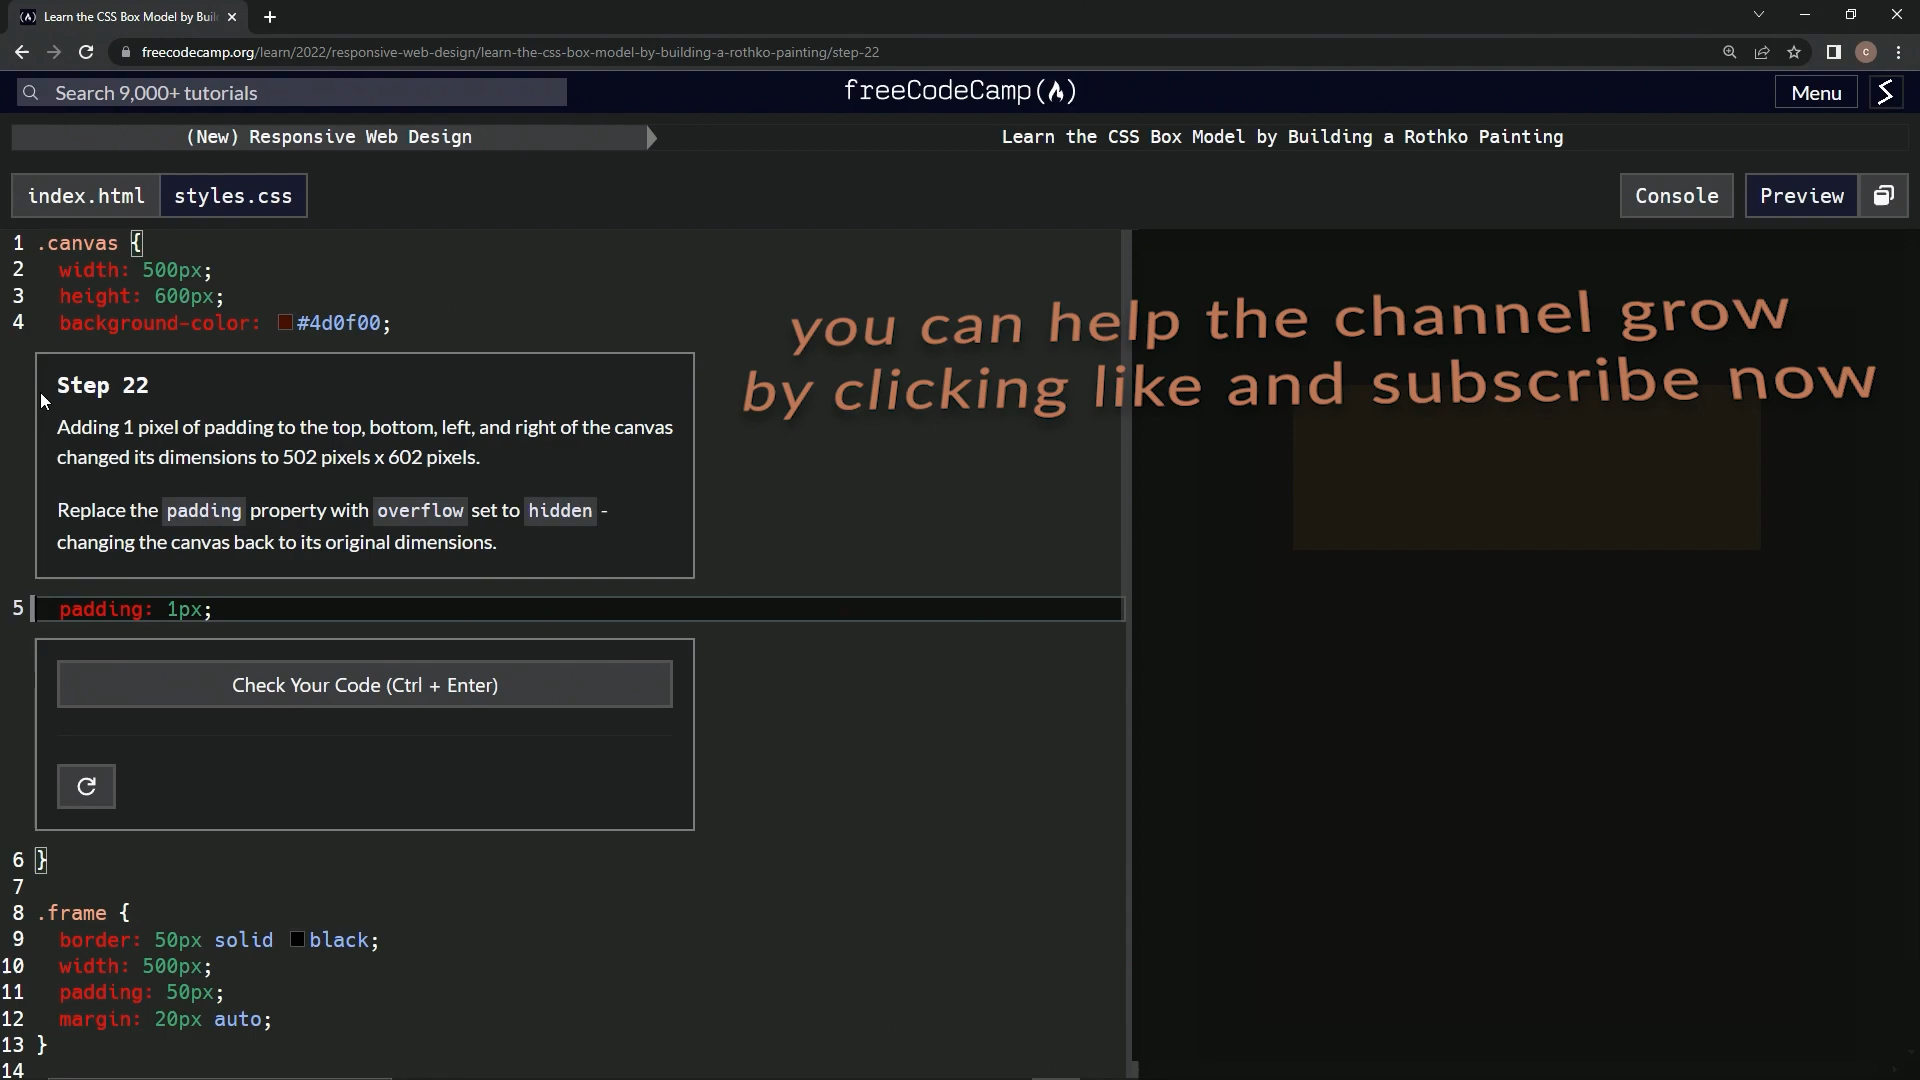 Learn the CSS Box Model by Buil
freecodecamp.org/learn/2022/responsive-web-design/learn-the-css-box-model-by-building-a-rothko-painting/step-22
C
Search 9,000+ tutorials
freeCodeCamp(🔥)
Menu
(New) Responsive Web Design
Learn the CSS Box Model by Building a Rothko Painting
index.html
styles.css
Console
Preview
1 .canvas {
2 width: 500px;
3 height: 600px;
4 background-color: #4d0f00;
you can help the channel grow
by clicking like and subscribe now
Step 22
Adding 1 pixel of padding to the top, bottom, left, and right of the canvas
changed its dimensions to 502 pixels x 602 pixels.
Replace the padding property with overflow set to hidden -
changing the canvas back to its original dimensions.
5 padding: 1px;
Check Your Code (Ctrl + Enter)
6 }
7
8 .frame {
9 border: 50px solid black;
10 width: 500px;
11 padding: 50px;
12 margin: 20px auto;
13 }
14